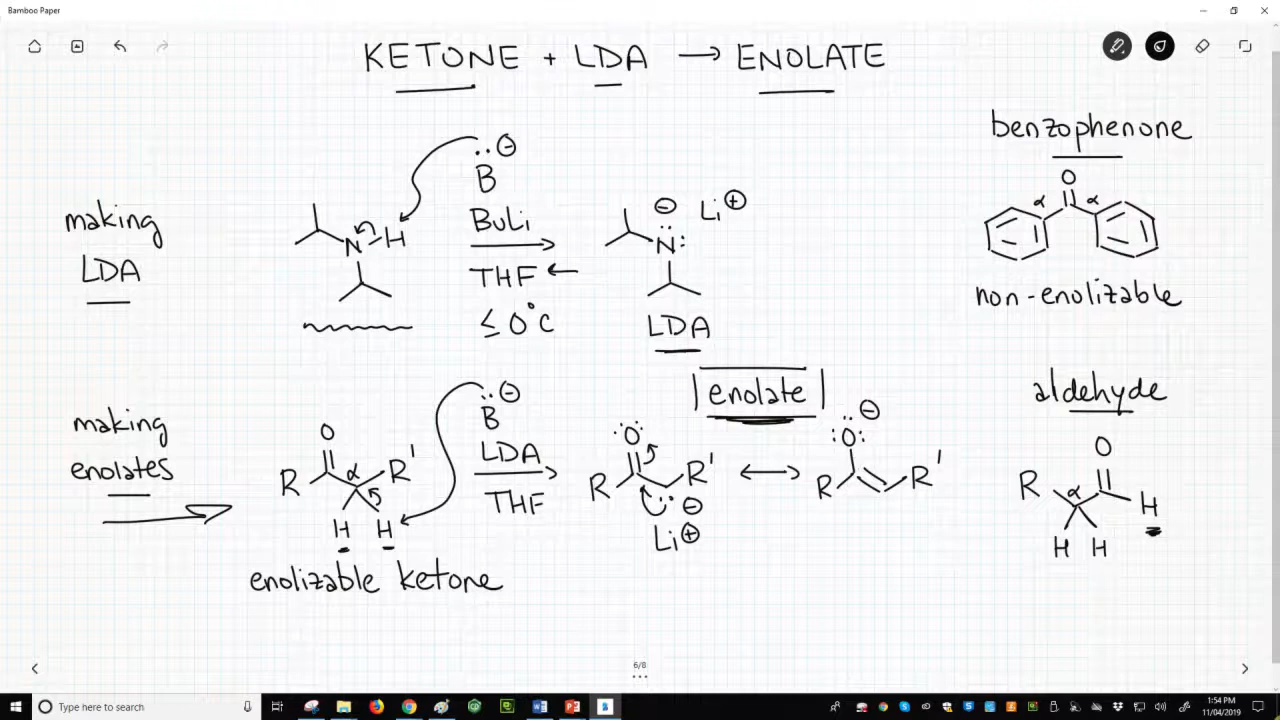 Bamboo Paper
KETONE + LDA → ENOLATE
making
LDA
N H
⊖
B
BuLi
THF ←
≤ 0°C
⊖
N
Li⊕
LDA
benzophenone
O
α α
non-enolizable
making
enolates
O
R α R'
H H
enolizable ketone
⊖
B
LDA
THF
enolate
O
R R'
⊖
Li⊕
⊖
O
R R'
aldehyde
O
R α H
H H
6/8
Type here to search
1:54 PM
11/04/2019